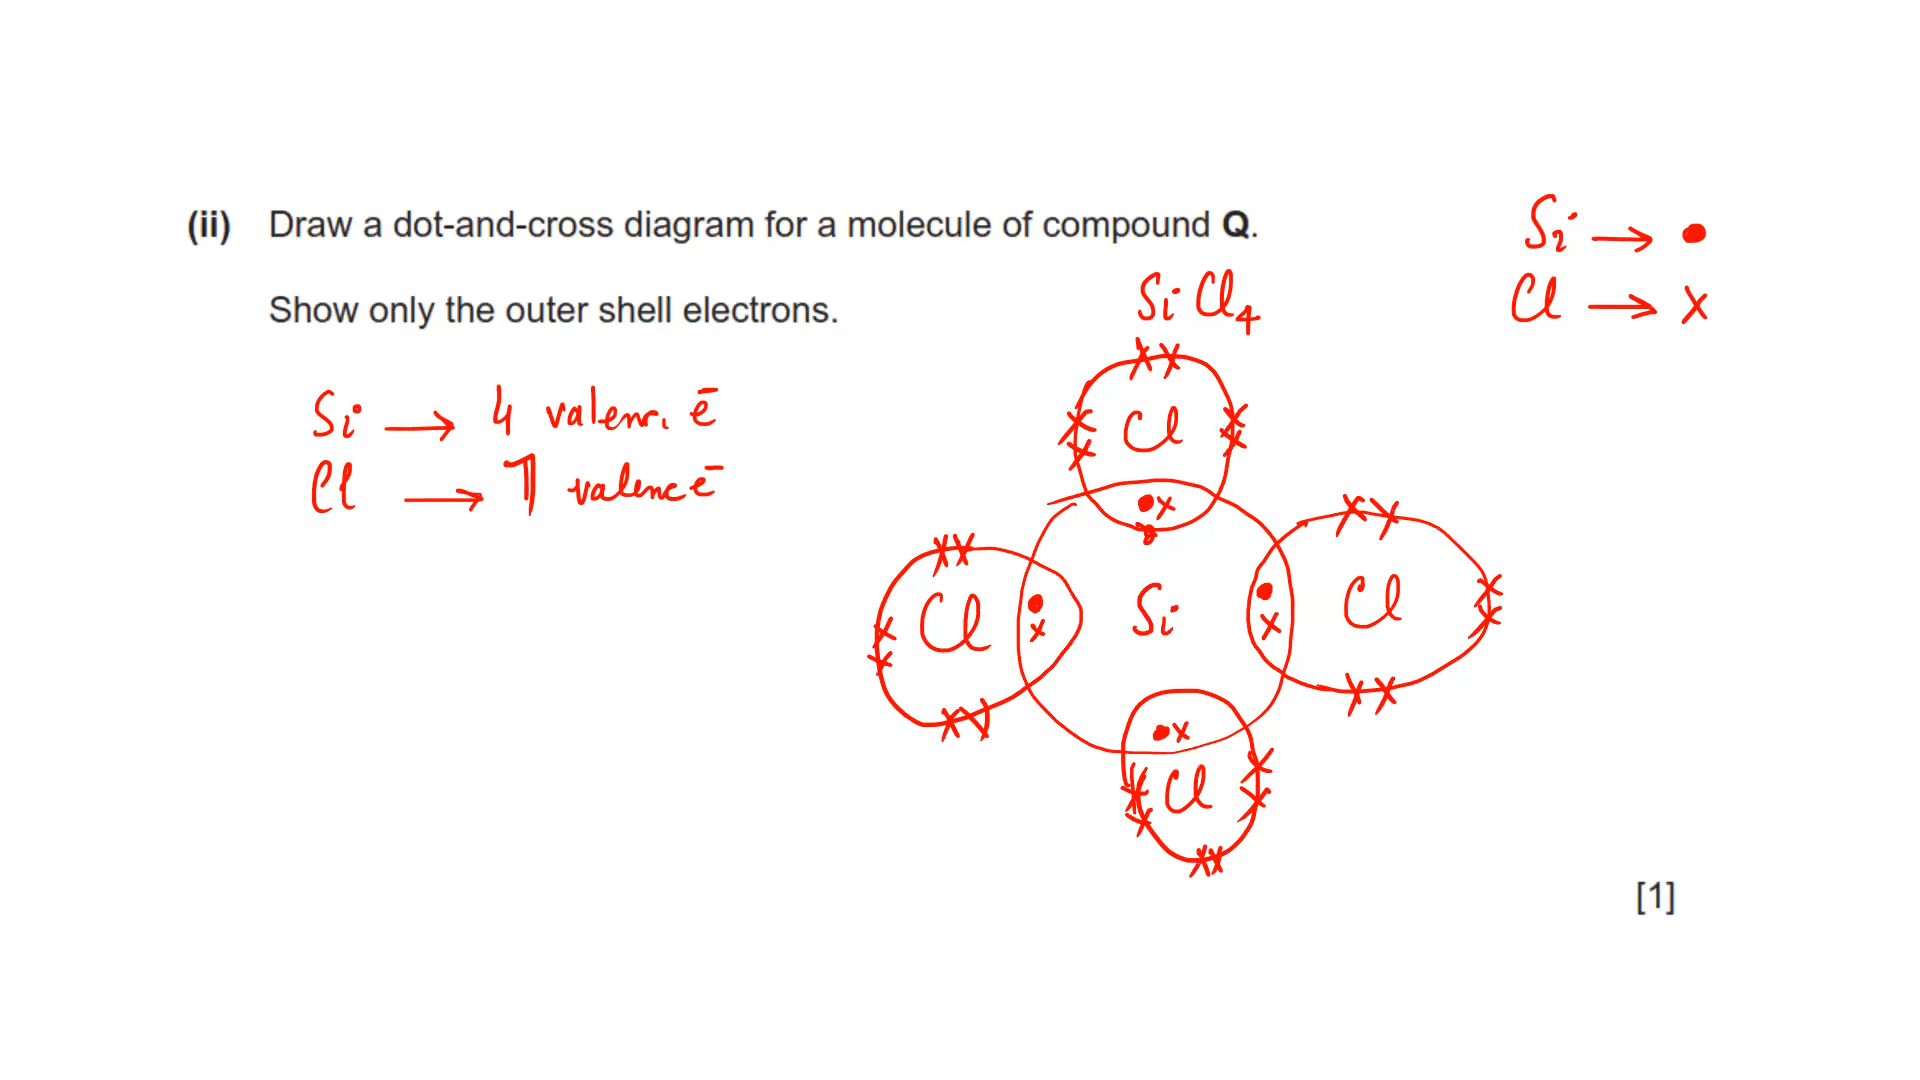 (ii) Draw a dot-and-cross diagram for a molecule of compound Q.
Show only the outer shell electrons.
Si → •
Cl → x
SiCl4
Si → 4 valenc. ē
Cl → 7 valence ē
Cl
Cl
Cl
Si
Cl
[1]